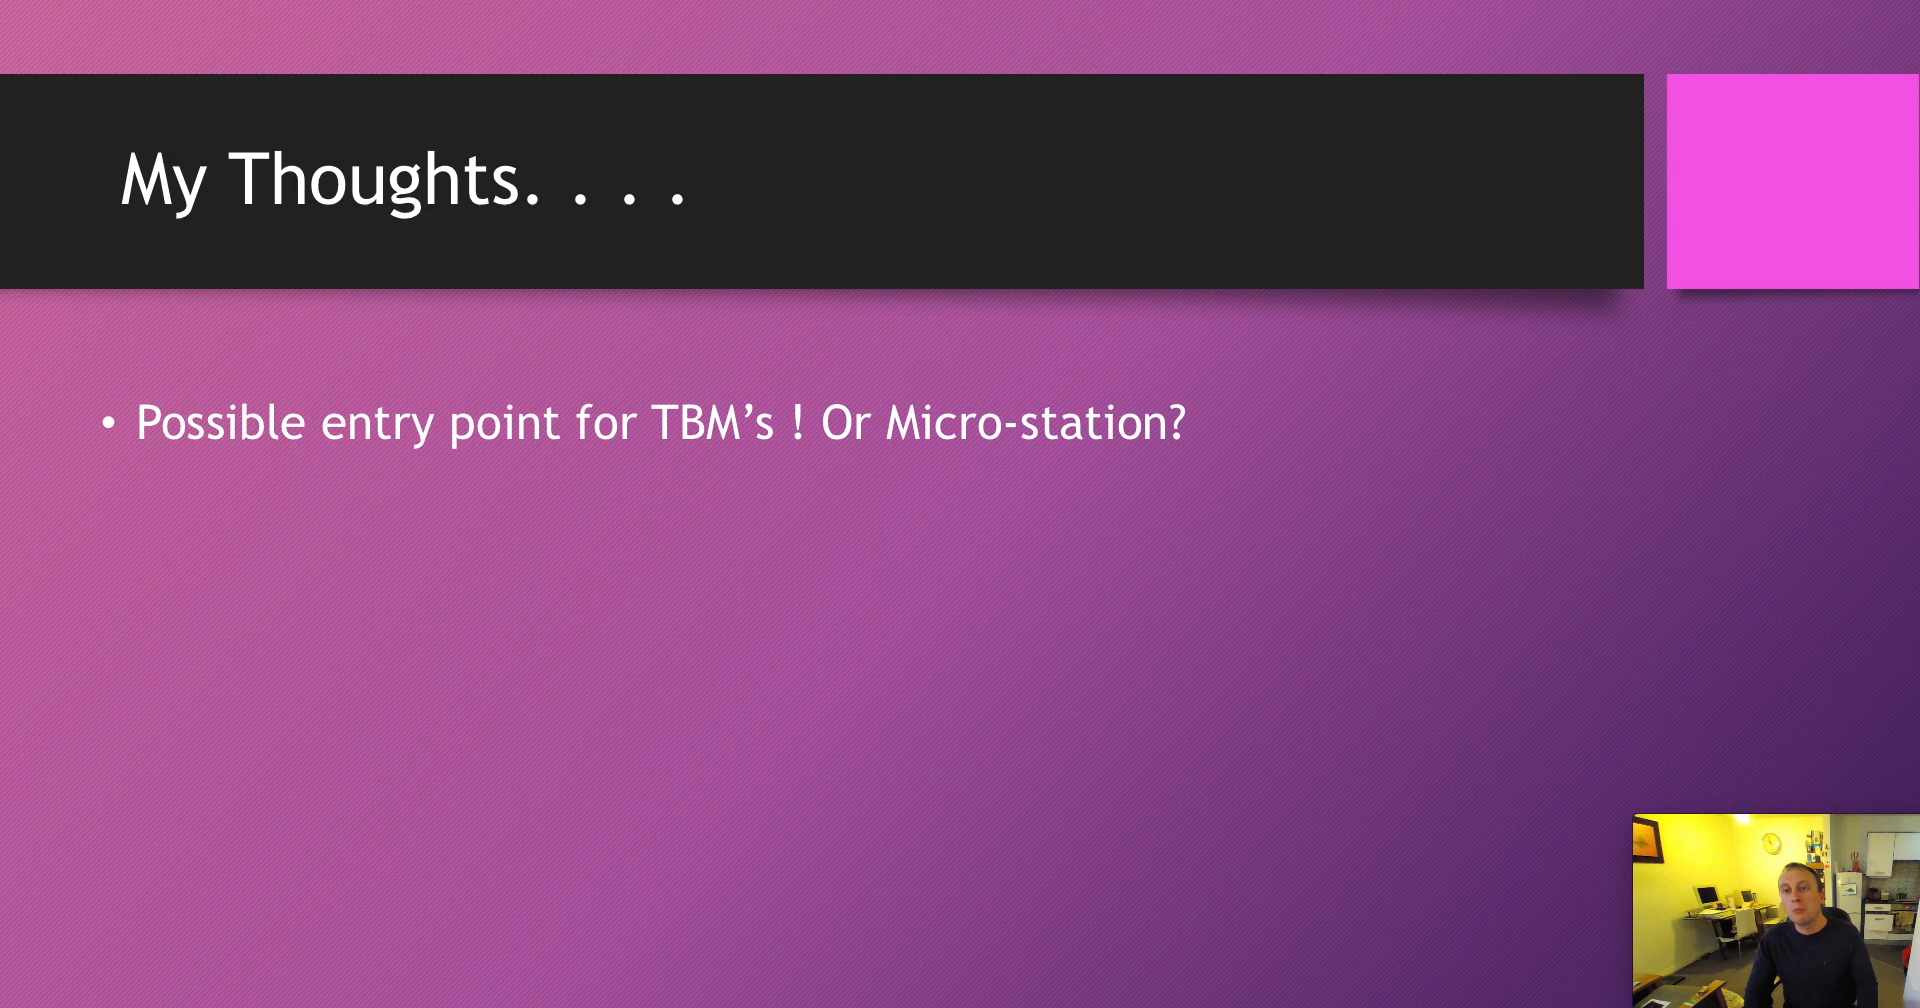 My Thoughts. . . .
• Possible entry point for TBM’s ! Or Micro-station?